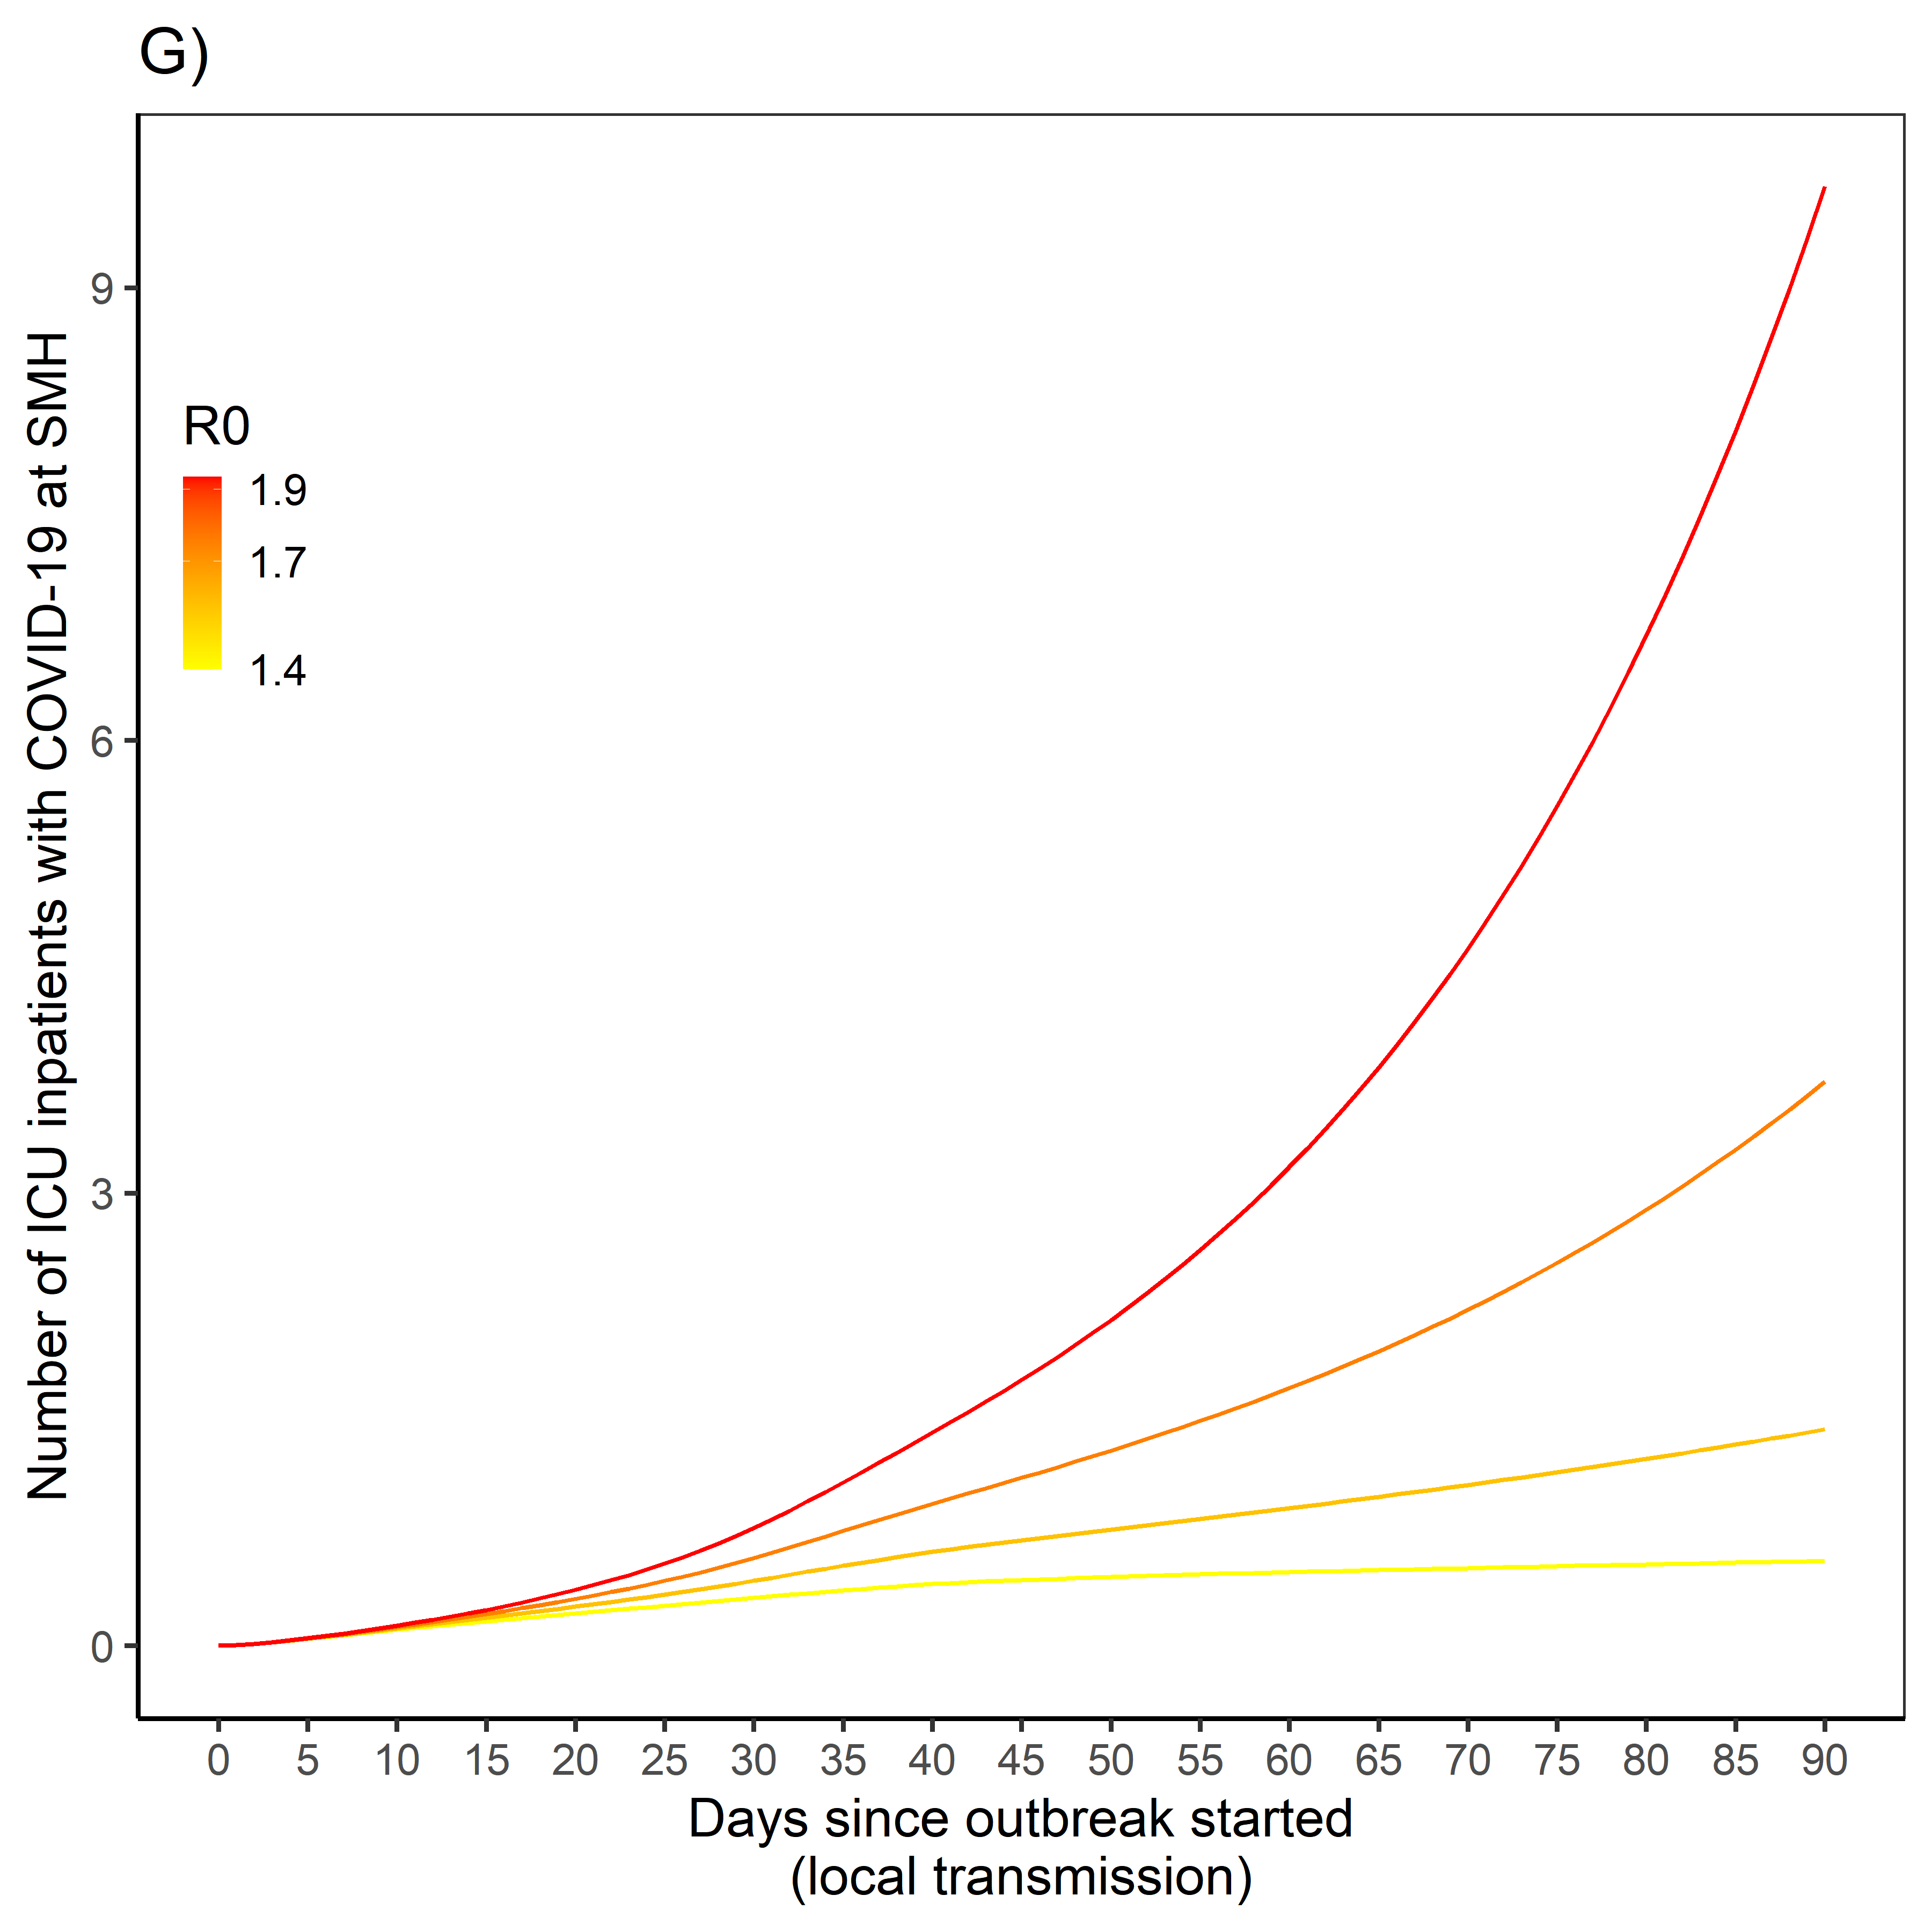 G)
Number of ICU inpatients with COVID-19 at SMH
9
6
3
0
R0
1.9
1.7
1.4
0 5 10 15 20 25 30 35 40 45 50 55 60 65 70 75 80 85 90
Days since outbreak started
(local transmission)